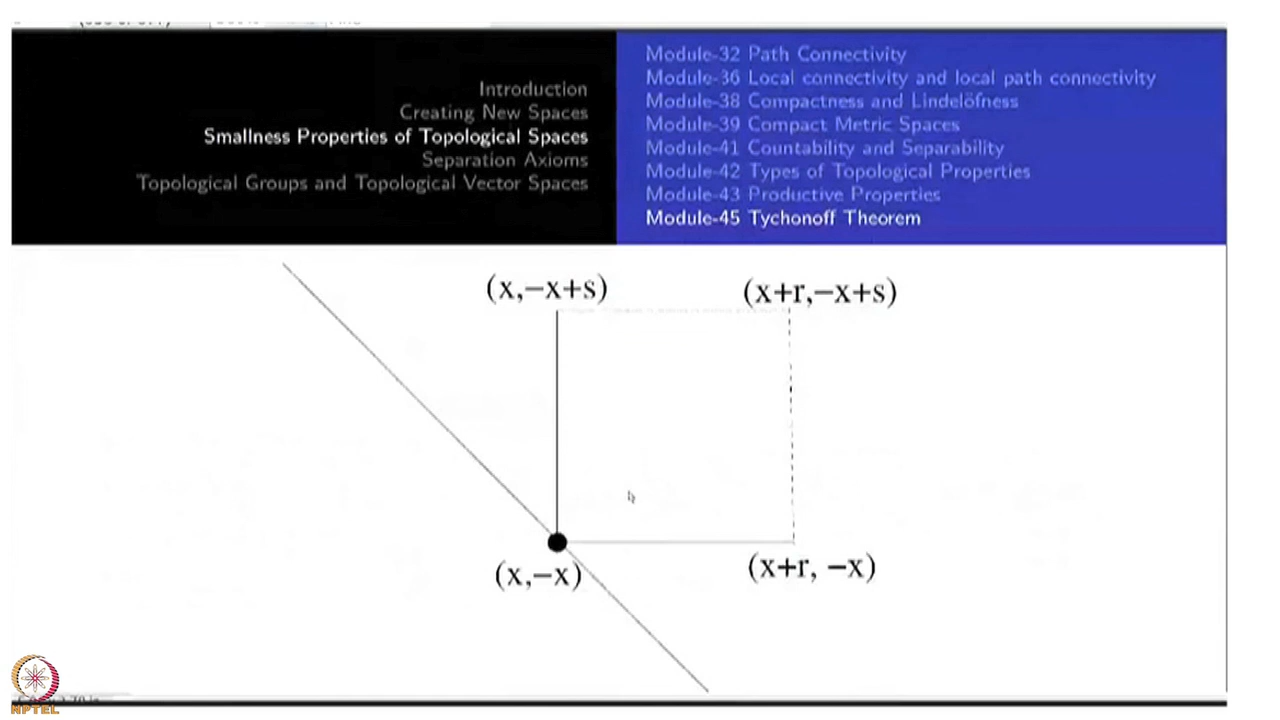 Introduction
Creating New Spaces
Smallness Properties of Topological Spaces
Separation Axioms
Topological Groups and Topological Vector Spaces
Module-32 Path Connectivity
Module-36 Local connectivity and local path connectivity
Module-38 Compactness and Lindelöfness
Module-39 Compact Metric Spaces
Module-41 Countability and Separability
Module-42 Types of Topological Properties
Module-43 Productive Properties
Module-45 Tychonoff Theorem
(x,−x+s)
(x+r,−x+s)
(x,−x)
(x+r, −x)
NPTEL